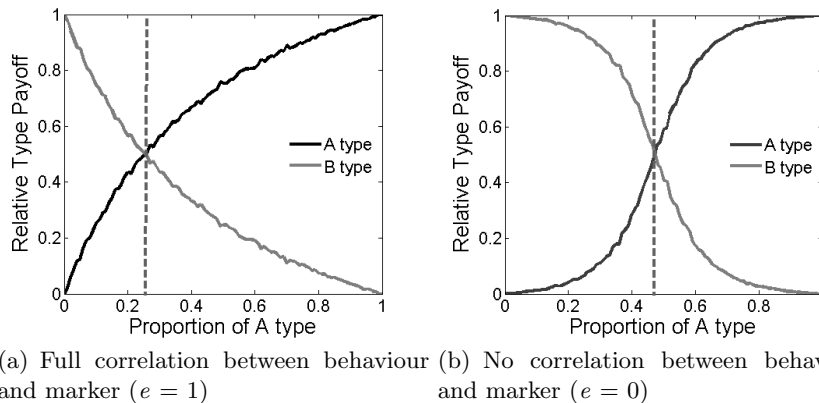 1
0.8
0.6
0.4
0.2
0
Relative Type Payoff
A type
B type
0 0.2 0.4 0.6 0.8 1
Proportion of A type
1
0.8
0.6
0.4
0.2
0
Relative Type Payoff
A type
B type
0 0.2 0.4 0.6 0.8
Proportion of A type
(a) Full correlation between behaviour
and marker (e = 1)
(b) No correlation between behav
and marker (e = 0)